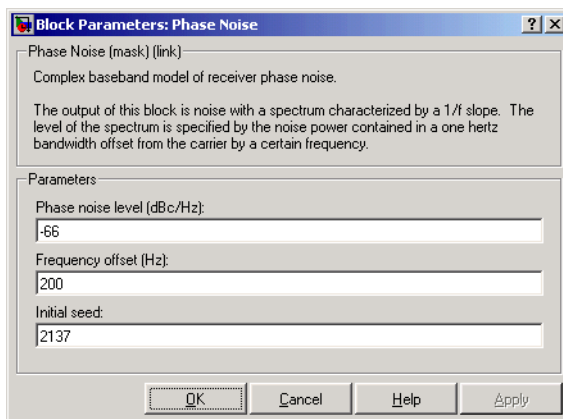 Block Parameters: Phase Noise
Phase Noise (mask) (link)
Complex baseband model of receiver phase noise.
The output of this block is noise with a spectrum characterized by a 1/f slope. The
level of the spectrum is specified by the noise power contained in a one hertz
bandwidth offset from the carrier by a certain frequency.
Parameters
Phase noise level (dBc/Hz):
-66
Frequency offset (Hz):
200
Initial seed:
2137
OK Cancel Help Apply